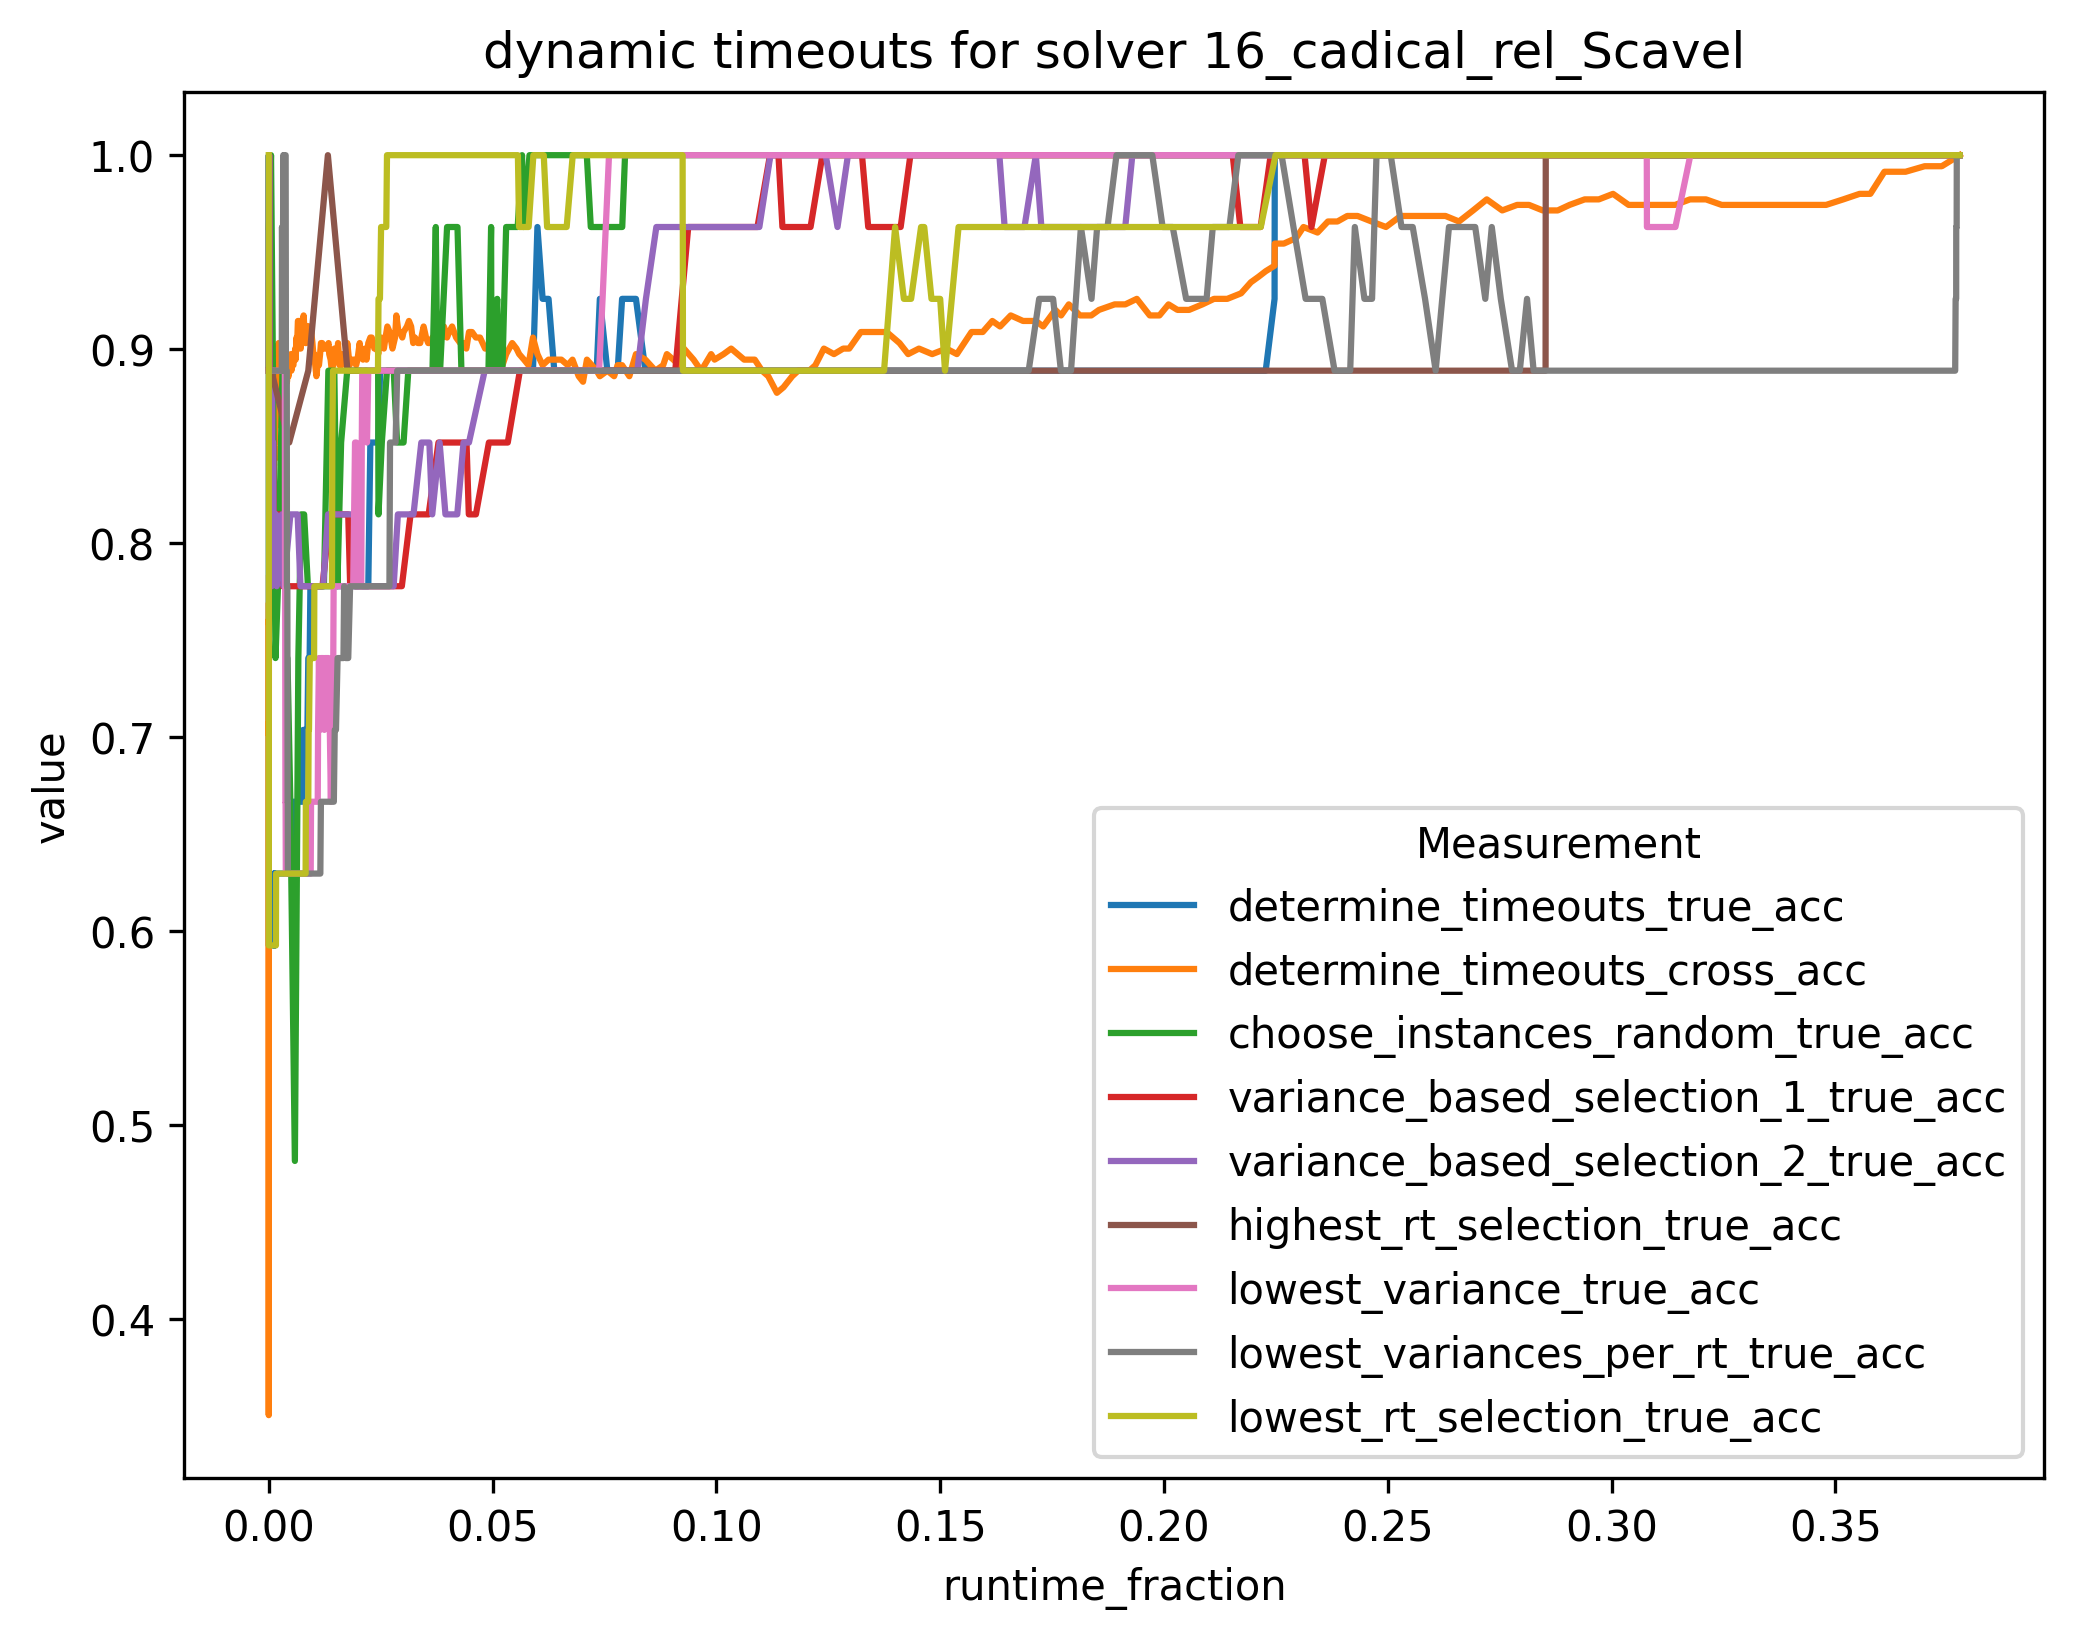 dynamic timeouts for solver 16_cadical_rel_Scavel
1.0
0.9
0.8
0.7
0.6
0.5
0.4
value
0.00
0.05
0.10
0.15
0.20
0.25
0.30
0.35
runtime_fraction
Measurement
determine_timeouts_true_acc
determine_timeouts_cross_acc
choose_instances_random_true_acc
variance_based_selection_1_true_acc
variance_based_selection_2_true_acc
highest_rt_selection_true_acc
lowest_variance_true_acc
lowest_variances_per_rt_true_acc
lowest_rt_selection_true_acc